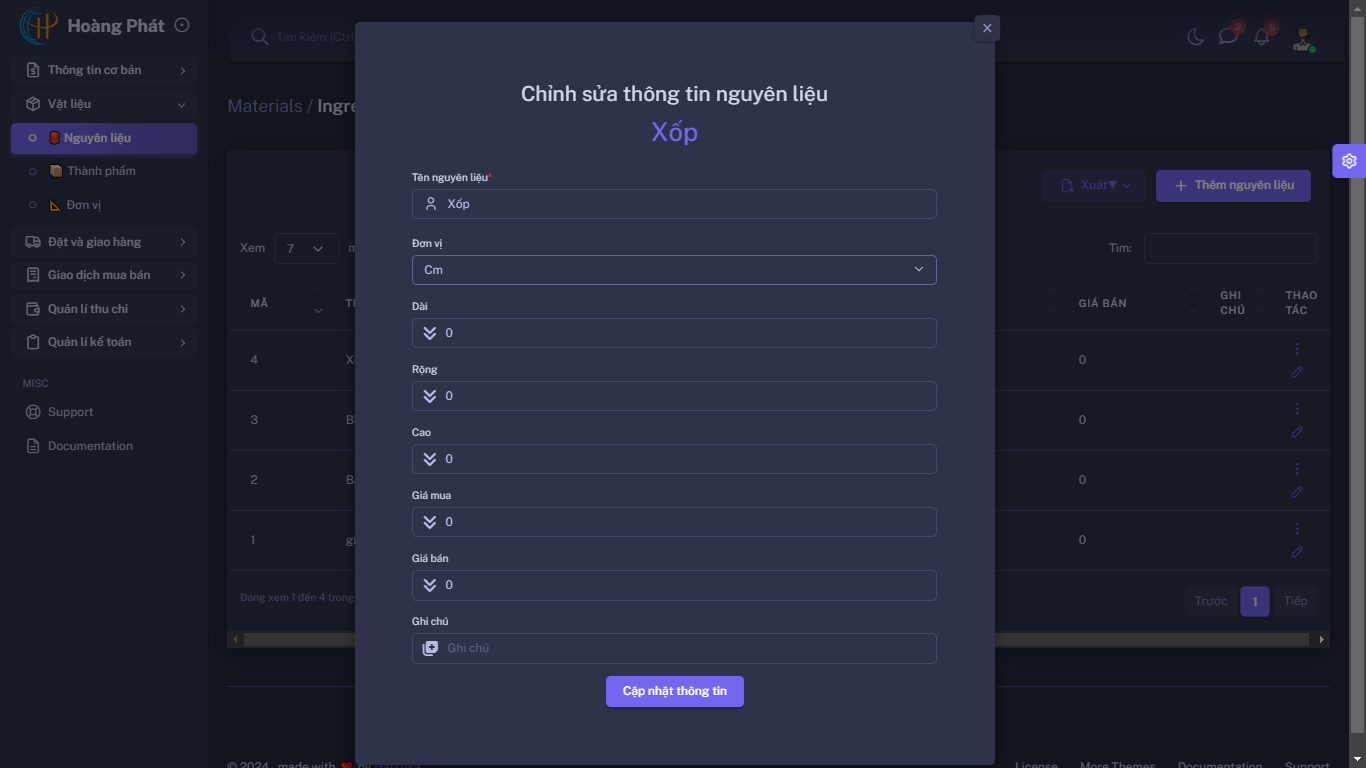 Hoàng Phát
Tìm kiếm (Ctrl
2
5
Thông tin cơ bản
Vật liệu
Nguyên liệu
Thành phẩm
Đơn vị
Đặt và giao hàng
Giao dịch mua bán
Quản lí thu chi
Quản lí kế toán
MISC
Support
Documentation
Materials / Ingre
Xuất▼
Thêm nguyên liệu
Xem 7 m
Tìm:
MÃ
GIÁ BÁN
GHI CHÚ
THAO TÁC
4 X 0
3 B 0
2 B 0
1 gi 0
Đang xem 1 đến 4 trong
Trước 1 Tiếp
Chỉnh sửa thông tin nguyên liệu
Xốp
Tên nguyên liệu*
Xốp
Đơn vị
Cm
Dài
0
Rộng
0
Cao
0
Giá mua
0
Giá bán
0
Ghi chú
Ghi chú
Cập nhật thông tin
© 2024 , made with ❤️ by
License More Themes Documentation Support